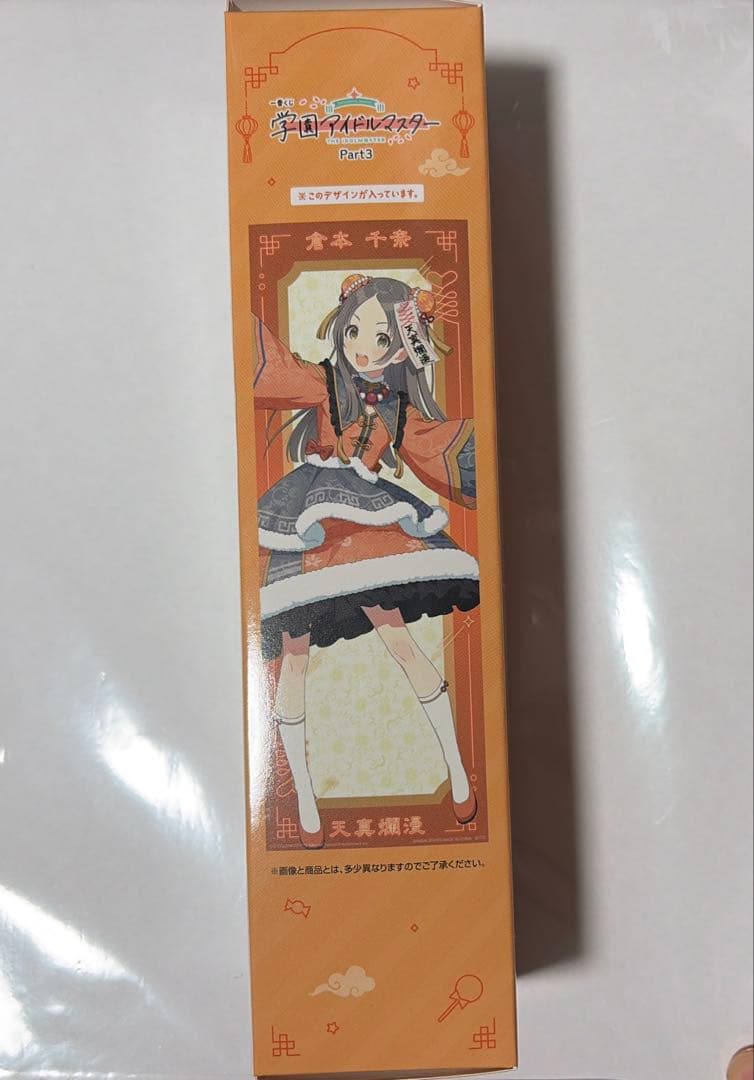 一番くじ
学園アイドルマスター
THE IDOLM@STER
Part3
※このデザインが入っています。
倉本 千奈
天真爛漫
天真爛漫
※画像と商品とは、多少異なりますのでご了承ください。